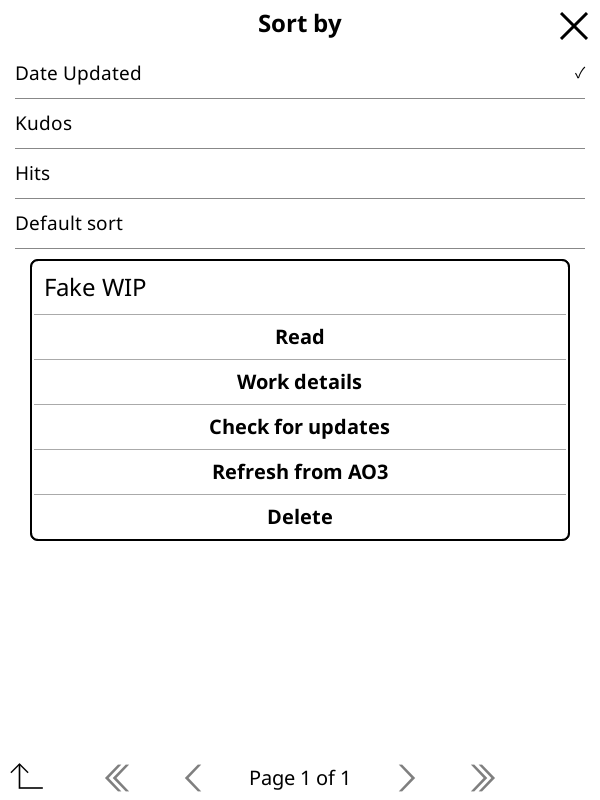 Sort by
Date Updated ✓
Kudos
Hits
Default sort
Fake WIP
Read
Work details
Check for updates
Refresh from AO3
Delete
Page 1 of 1